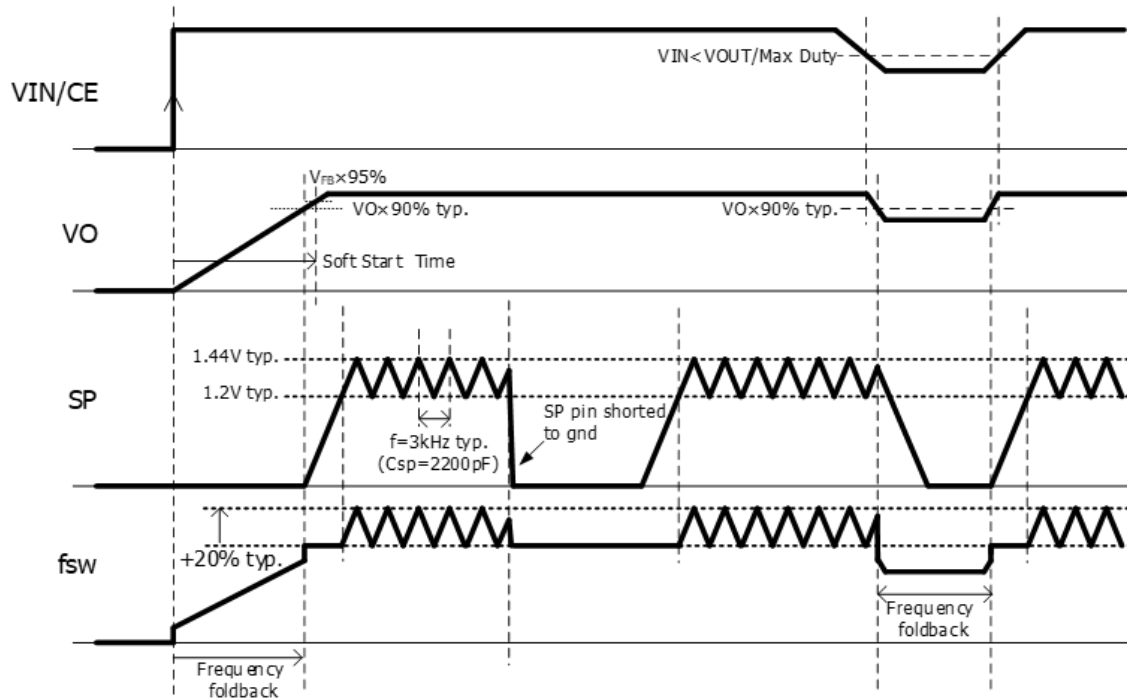 VIN/CE
VIN<VOUT/Max Duty
VFB×95%
VO×90% typ.
VO×90% typ.
VO
Soft Start Time
1.44V typ.
1.2V typ.
SP
SP pin shorted
to gnd
f=3kHz typ.
(Csp=2200pF)
+20% typ.
fsw
Frequency
foldback
Frequency
foldback